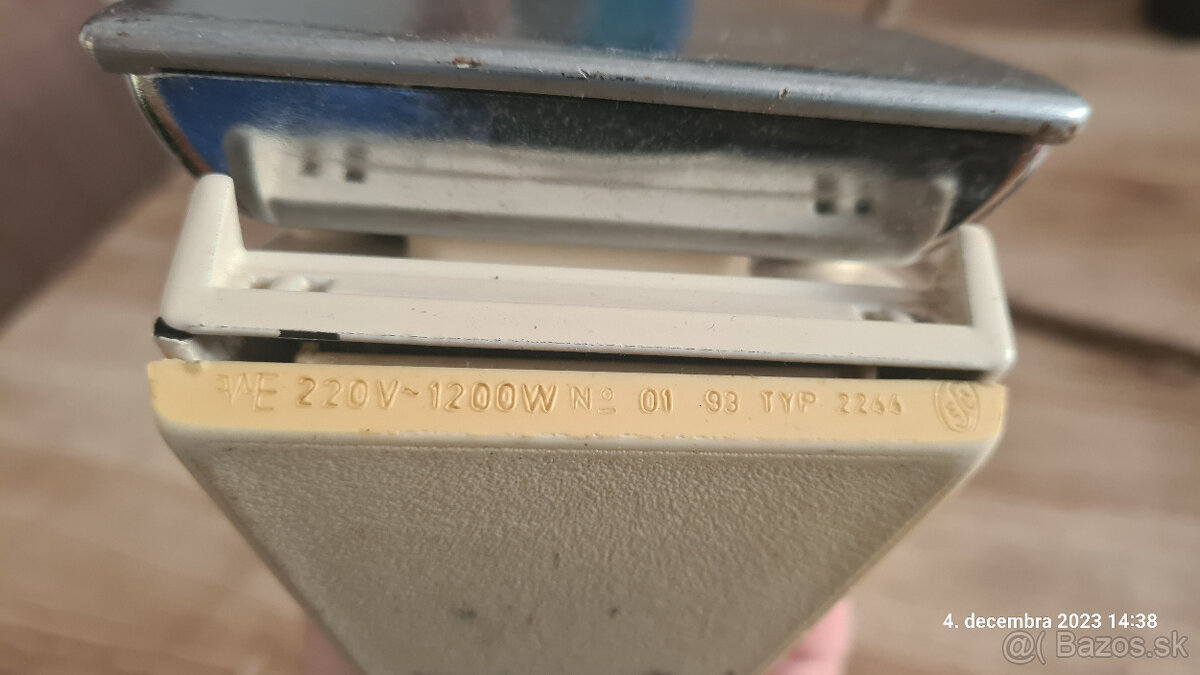 220V~1200W Nº 01 93 TYP 2266
4. decembra 2023 14:38
@( Bazos.sk